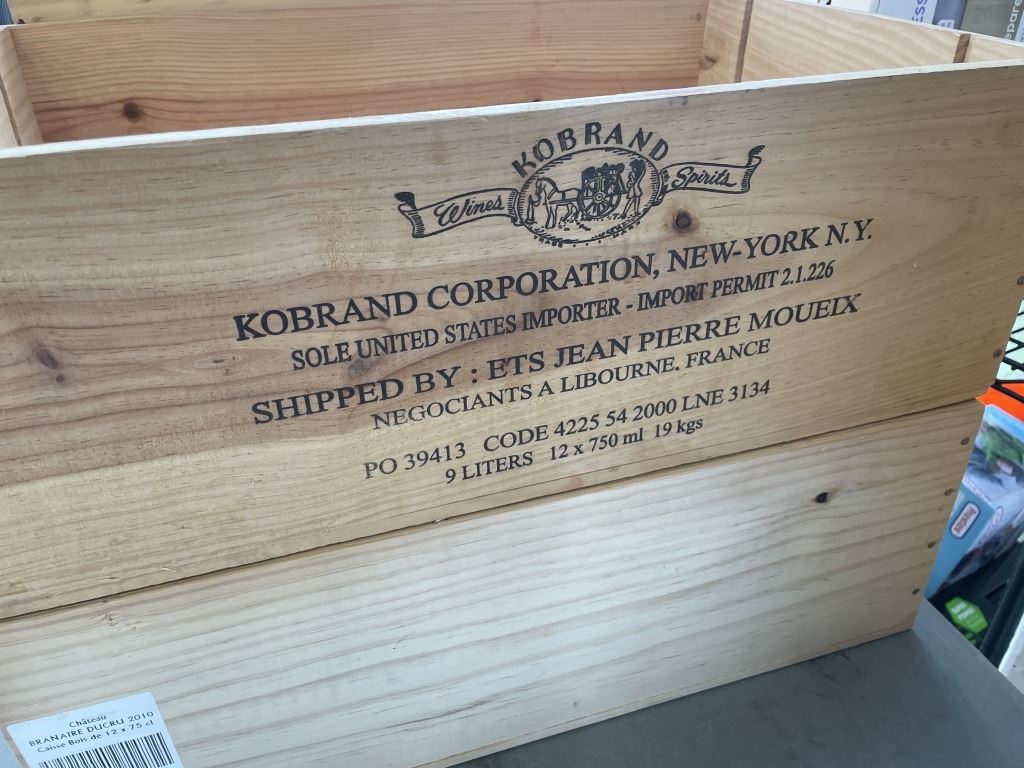 KOBRAND
Wines Spirits
KOBRAND CORPORATION, NEW-YORK N.Y.
SOLE UNITED STATES IMPORTER - IMPORT PERMIT 2.1.226
SHIPPED BY : ETS JEAN PIERRE MOUEIX
NEGOCIANTS A LIBOURNE. FRANCE
PO 39413 CODE 4225 54 2000 LNE 3134
9 LITERS 12 x 750 ml 19 kgs
Château
BRANAIRE DUCRU 2010
Caisse Bois de 12 x 75 cl